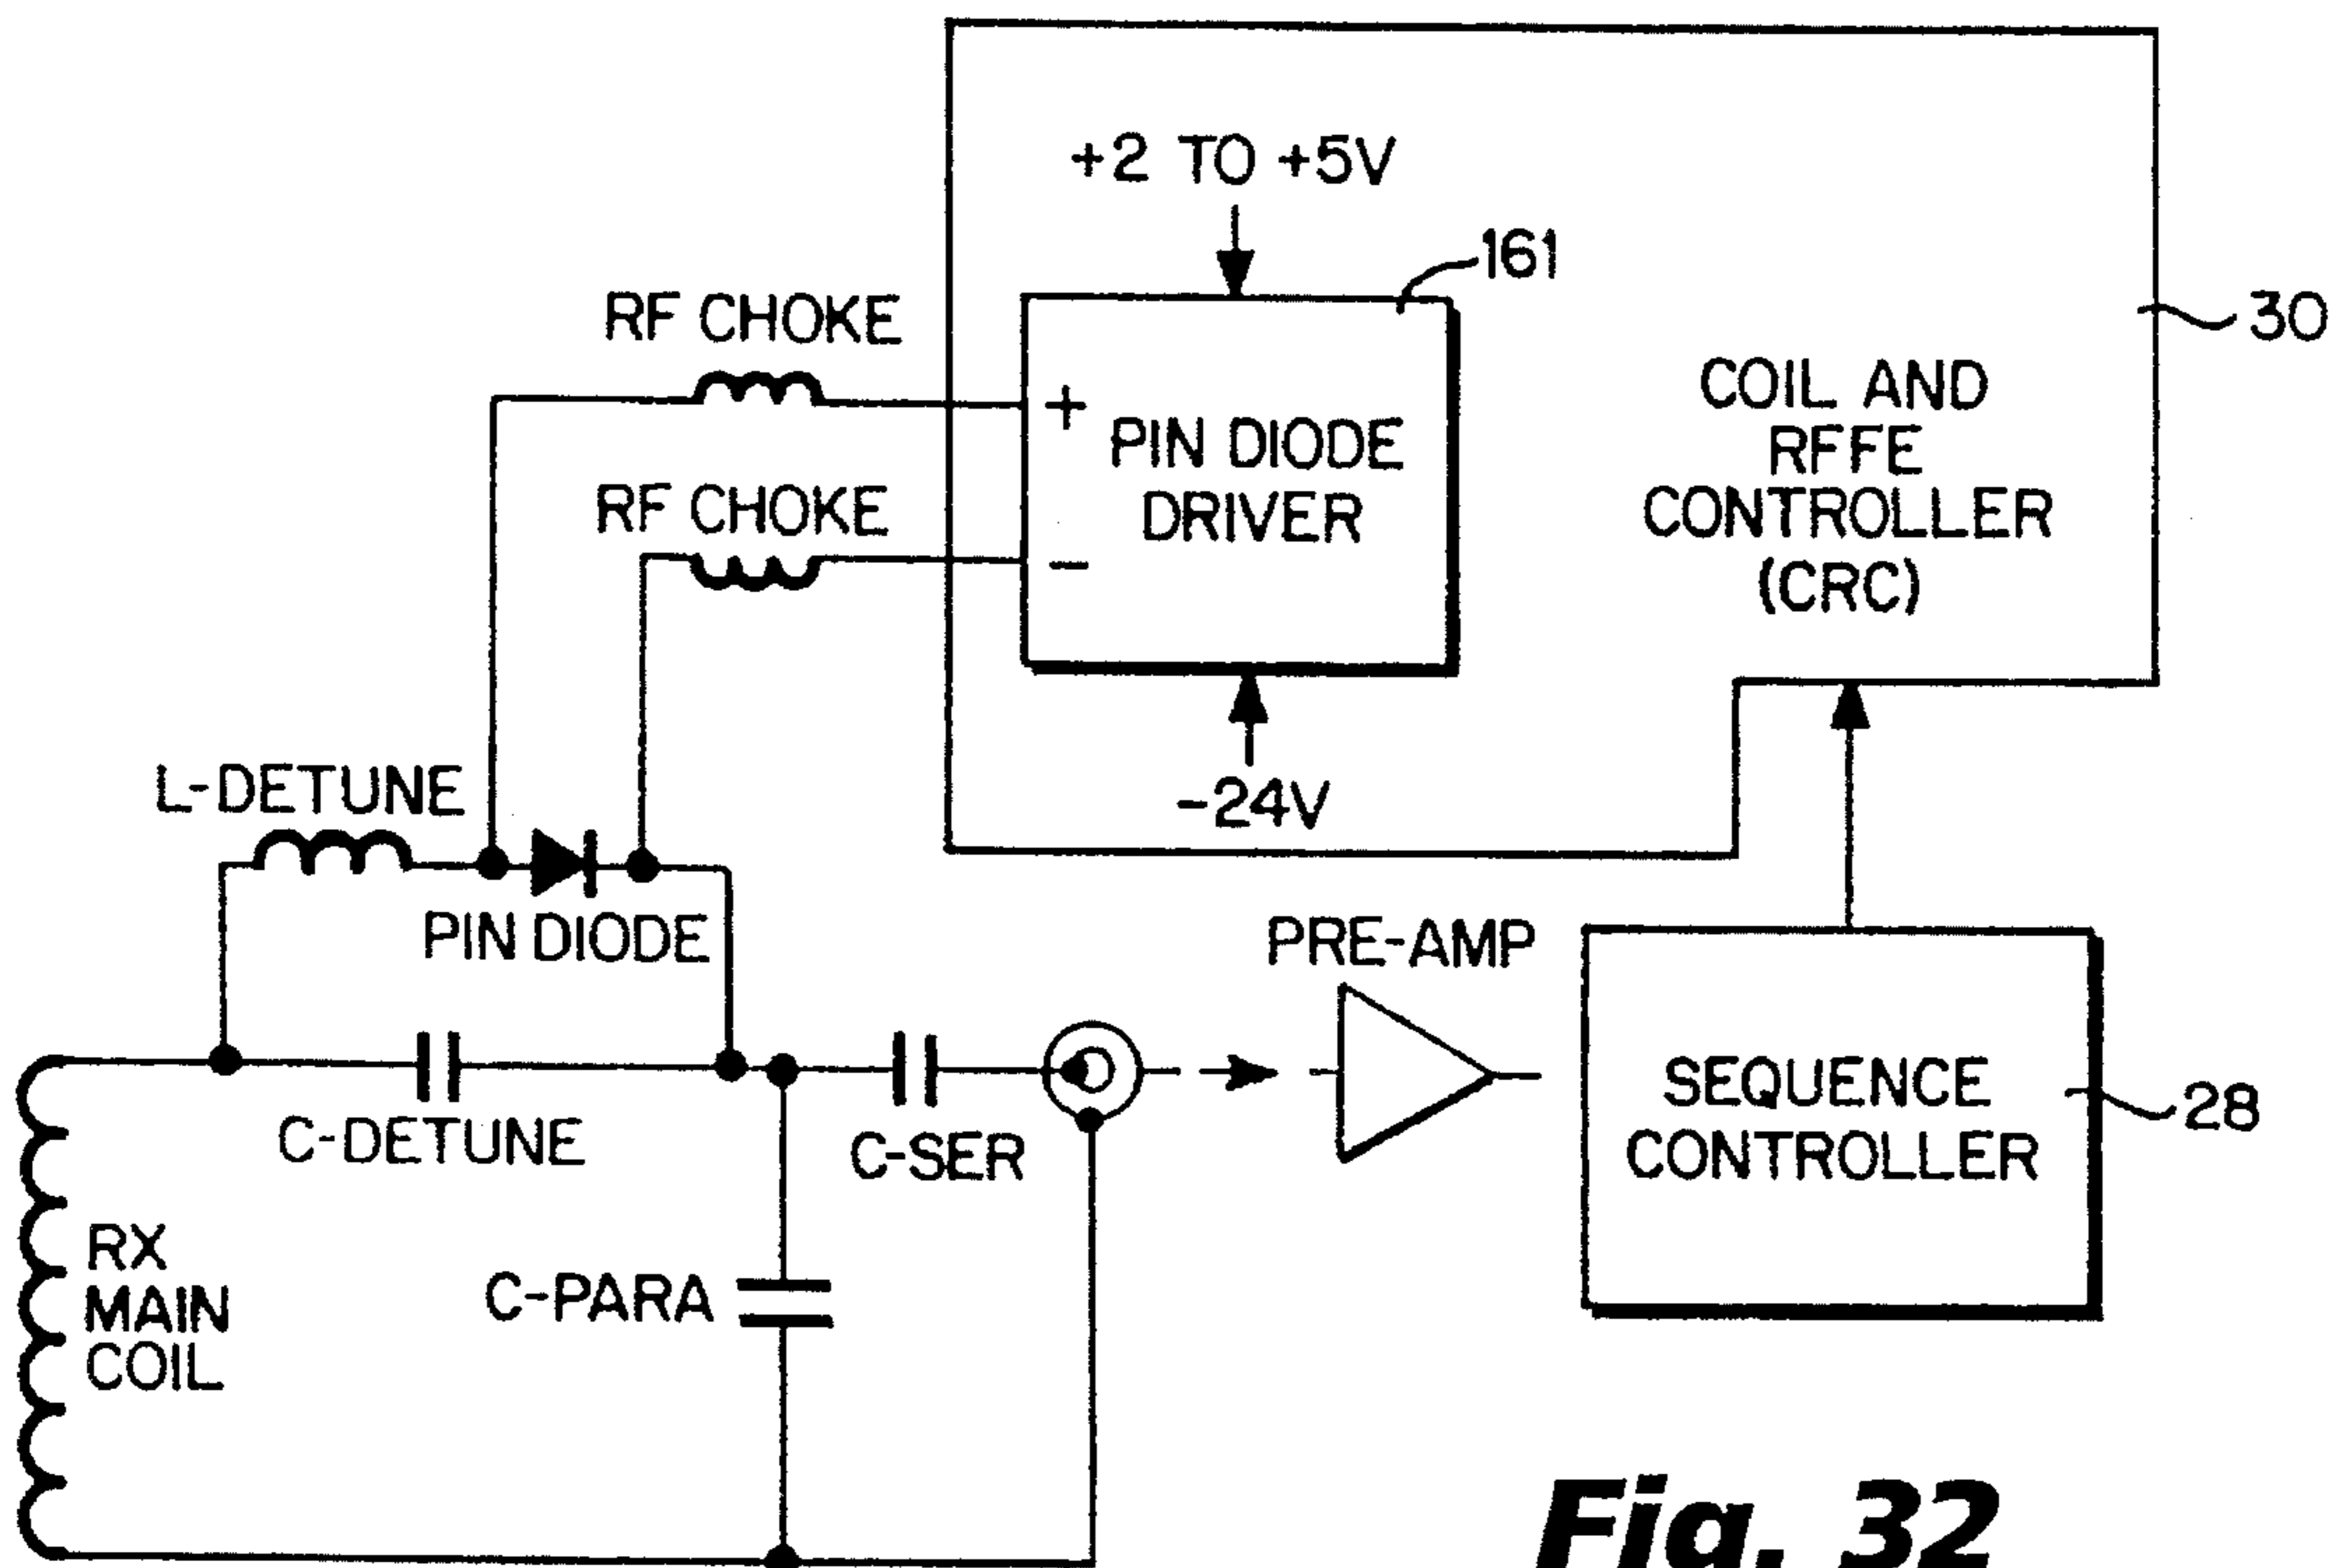 +2 TO +5V
161
RF CHOKE
30
+
PIN DIODE
DRIVER
COIL AND
RFFE
CONTROLLER
(CRC)
RF CHOKE
-
-24V
L-DETUNE
PIN DIODE
PRE-AMP
SEQUENCE
CONTROLLER
28
C-DETUNE
C-SER
RX
MAIN
COIL
C-PARA
Fig. 32